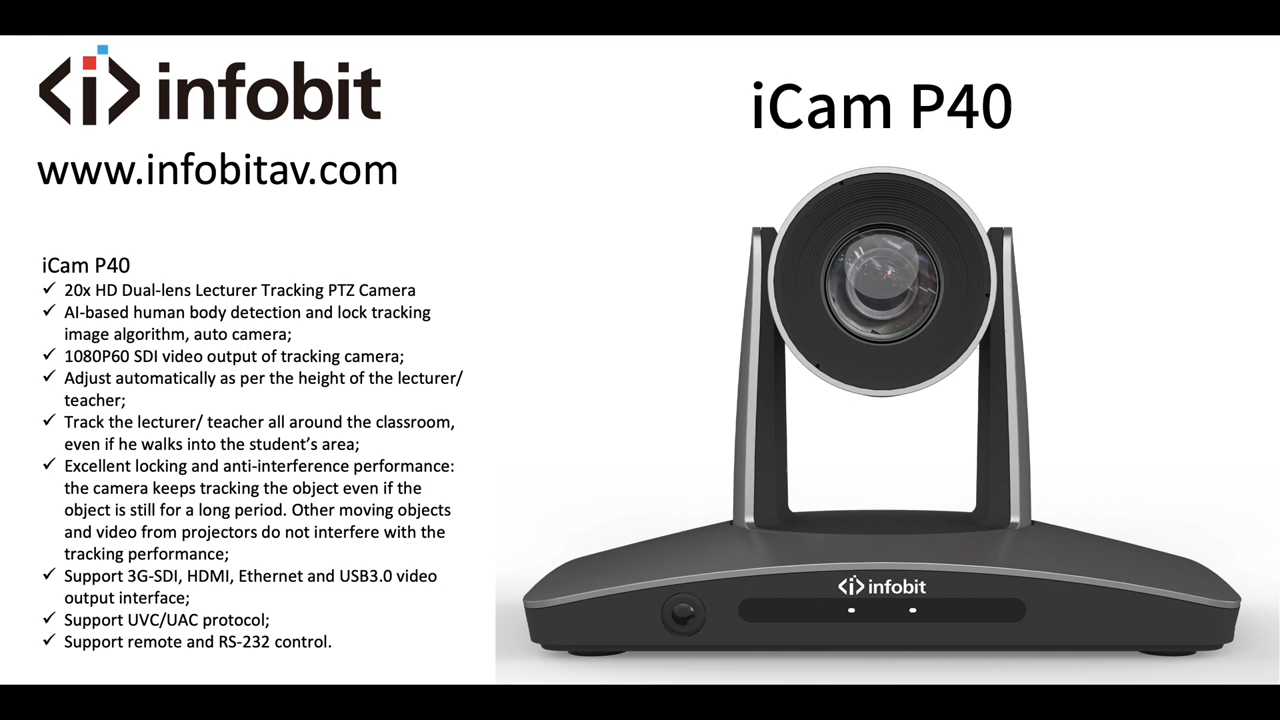 infobit
www.infobitav.com
iCam P40
iCam P40
✓ 20x HD Dual-lens Lecturer Tracking PTZ Camera
✓ AI-based human body detection and lock tracking
image algorithm, auto camera;
✓ 1080P60 SDI video output of tracking camera;
✓ Adjust automatically as per the height of the lecturer/
teacher;
✓ Track the lecturer/ teacher all around the classroom,
even if he walks into the student’s area;
✓ Excellent locking and anti-interference performance:
the camera keeps tracking the object even if the
object is still for a long period. Other moving objects
and video from projectors do not interfere with the
tracking performance;
✓ Support 3G-SDI, HDMI, Ethernet and USB3.0 video
output interface;
✓ Support UVC/UAC protocol;
✓ Support remote and RS-232 control.
infobit